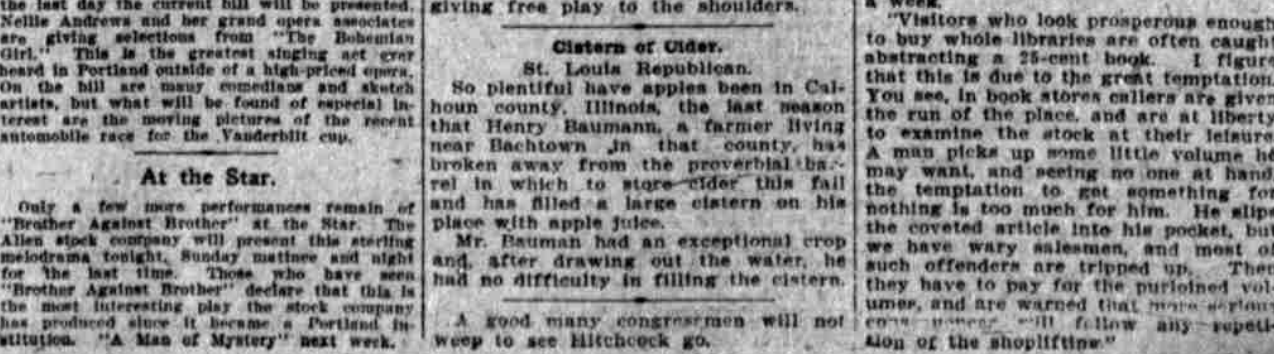 the last day the current bill will be presented.
Nellie Andrews and her grand opera associates
are giving selections from "The Bohemian
Girl." This is the greatest singing act ever
heard in Portland outside of a high-priced opera.
On the bill are many comedians and sketch
artists, but what will be found of especial in-
terest are the moving pictures of the recent
automobile race for the Vanderbilt cup.
At the Star.
Only a few more performances remain of
"Brother Against Brother" at the Star. The
Allen stock company will present this sterling
melodrama tonight, Sunday matinee and night
for the last time. Those who have seen
"Brother Against Brother" declare that this is
the most interesting play the stock company
has produced since it became a Portland in-
stitution. "A Man of Mystery" next week.
giving free play to the shoulders.
Cistern of Cider.
St. Louis Republican.
So plentiful have apples been in Cal-
houn county, Illinois, the last season
that Henry Baumann, a farmer living
near Bachtown in that county, has
broken away from the proverbial bar-
rel in which to store cider this fall
and has filled a large cistern on his
place with apple juice.
Mr. Bauman had an exceptional crop
and, after drawing out the water, he
had no difficulty in filling the cistern.
A good many congressmen will not
weep to see Hitchcock go.
a week.
"Visitors who look prosperous enough
to buy whole libraries are often caught
abstracting a 25-cent book. I figure
that this is due to the great temptation.
You see, in book stores callers are given
the run of the place, and are at liberty
to examine the stock at their leisure.
A man picks up some little volume he
may want, and seeing no one at hand,
the temptation to get something for
nothing is too much for him. He slips
the coveted article into his pocket, but
we have wary salesmen, and most of
such offenders are tripped up. Then
they have to pay for the purloined vol-
umes, and are warned that more serious
will follow any repeti-
tion of the shoplifting."